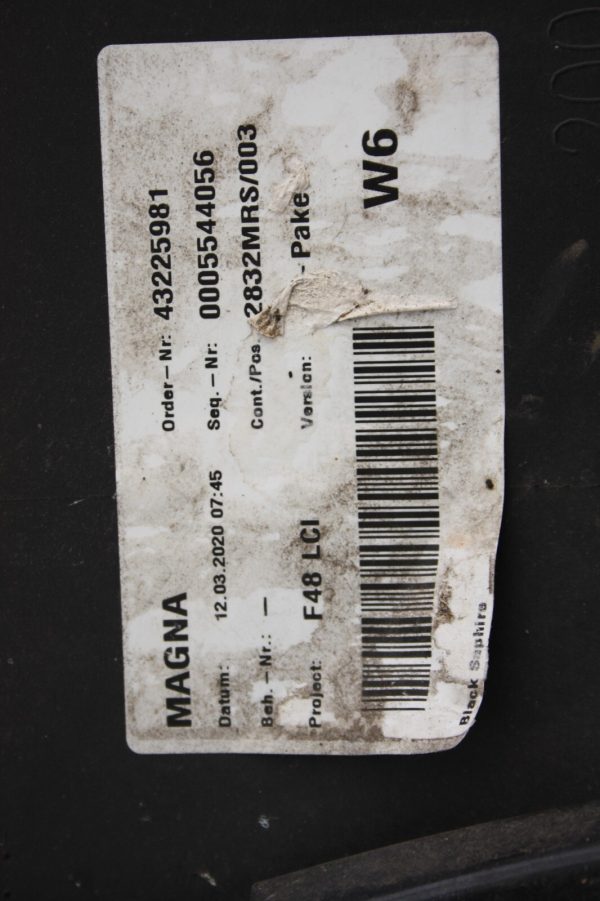 MAGNA Order-Nr: 43225981
Datum: 12.03.2020 07:45 Seq.-Nr: 0005544056
Beh.-Nr.: — Cont./Pos. 2832MRS/003
Project: F48 LCI Version: - Pake
W6
Black Saphire
200